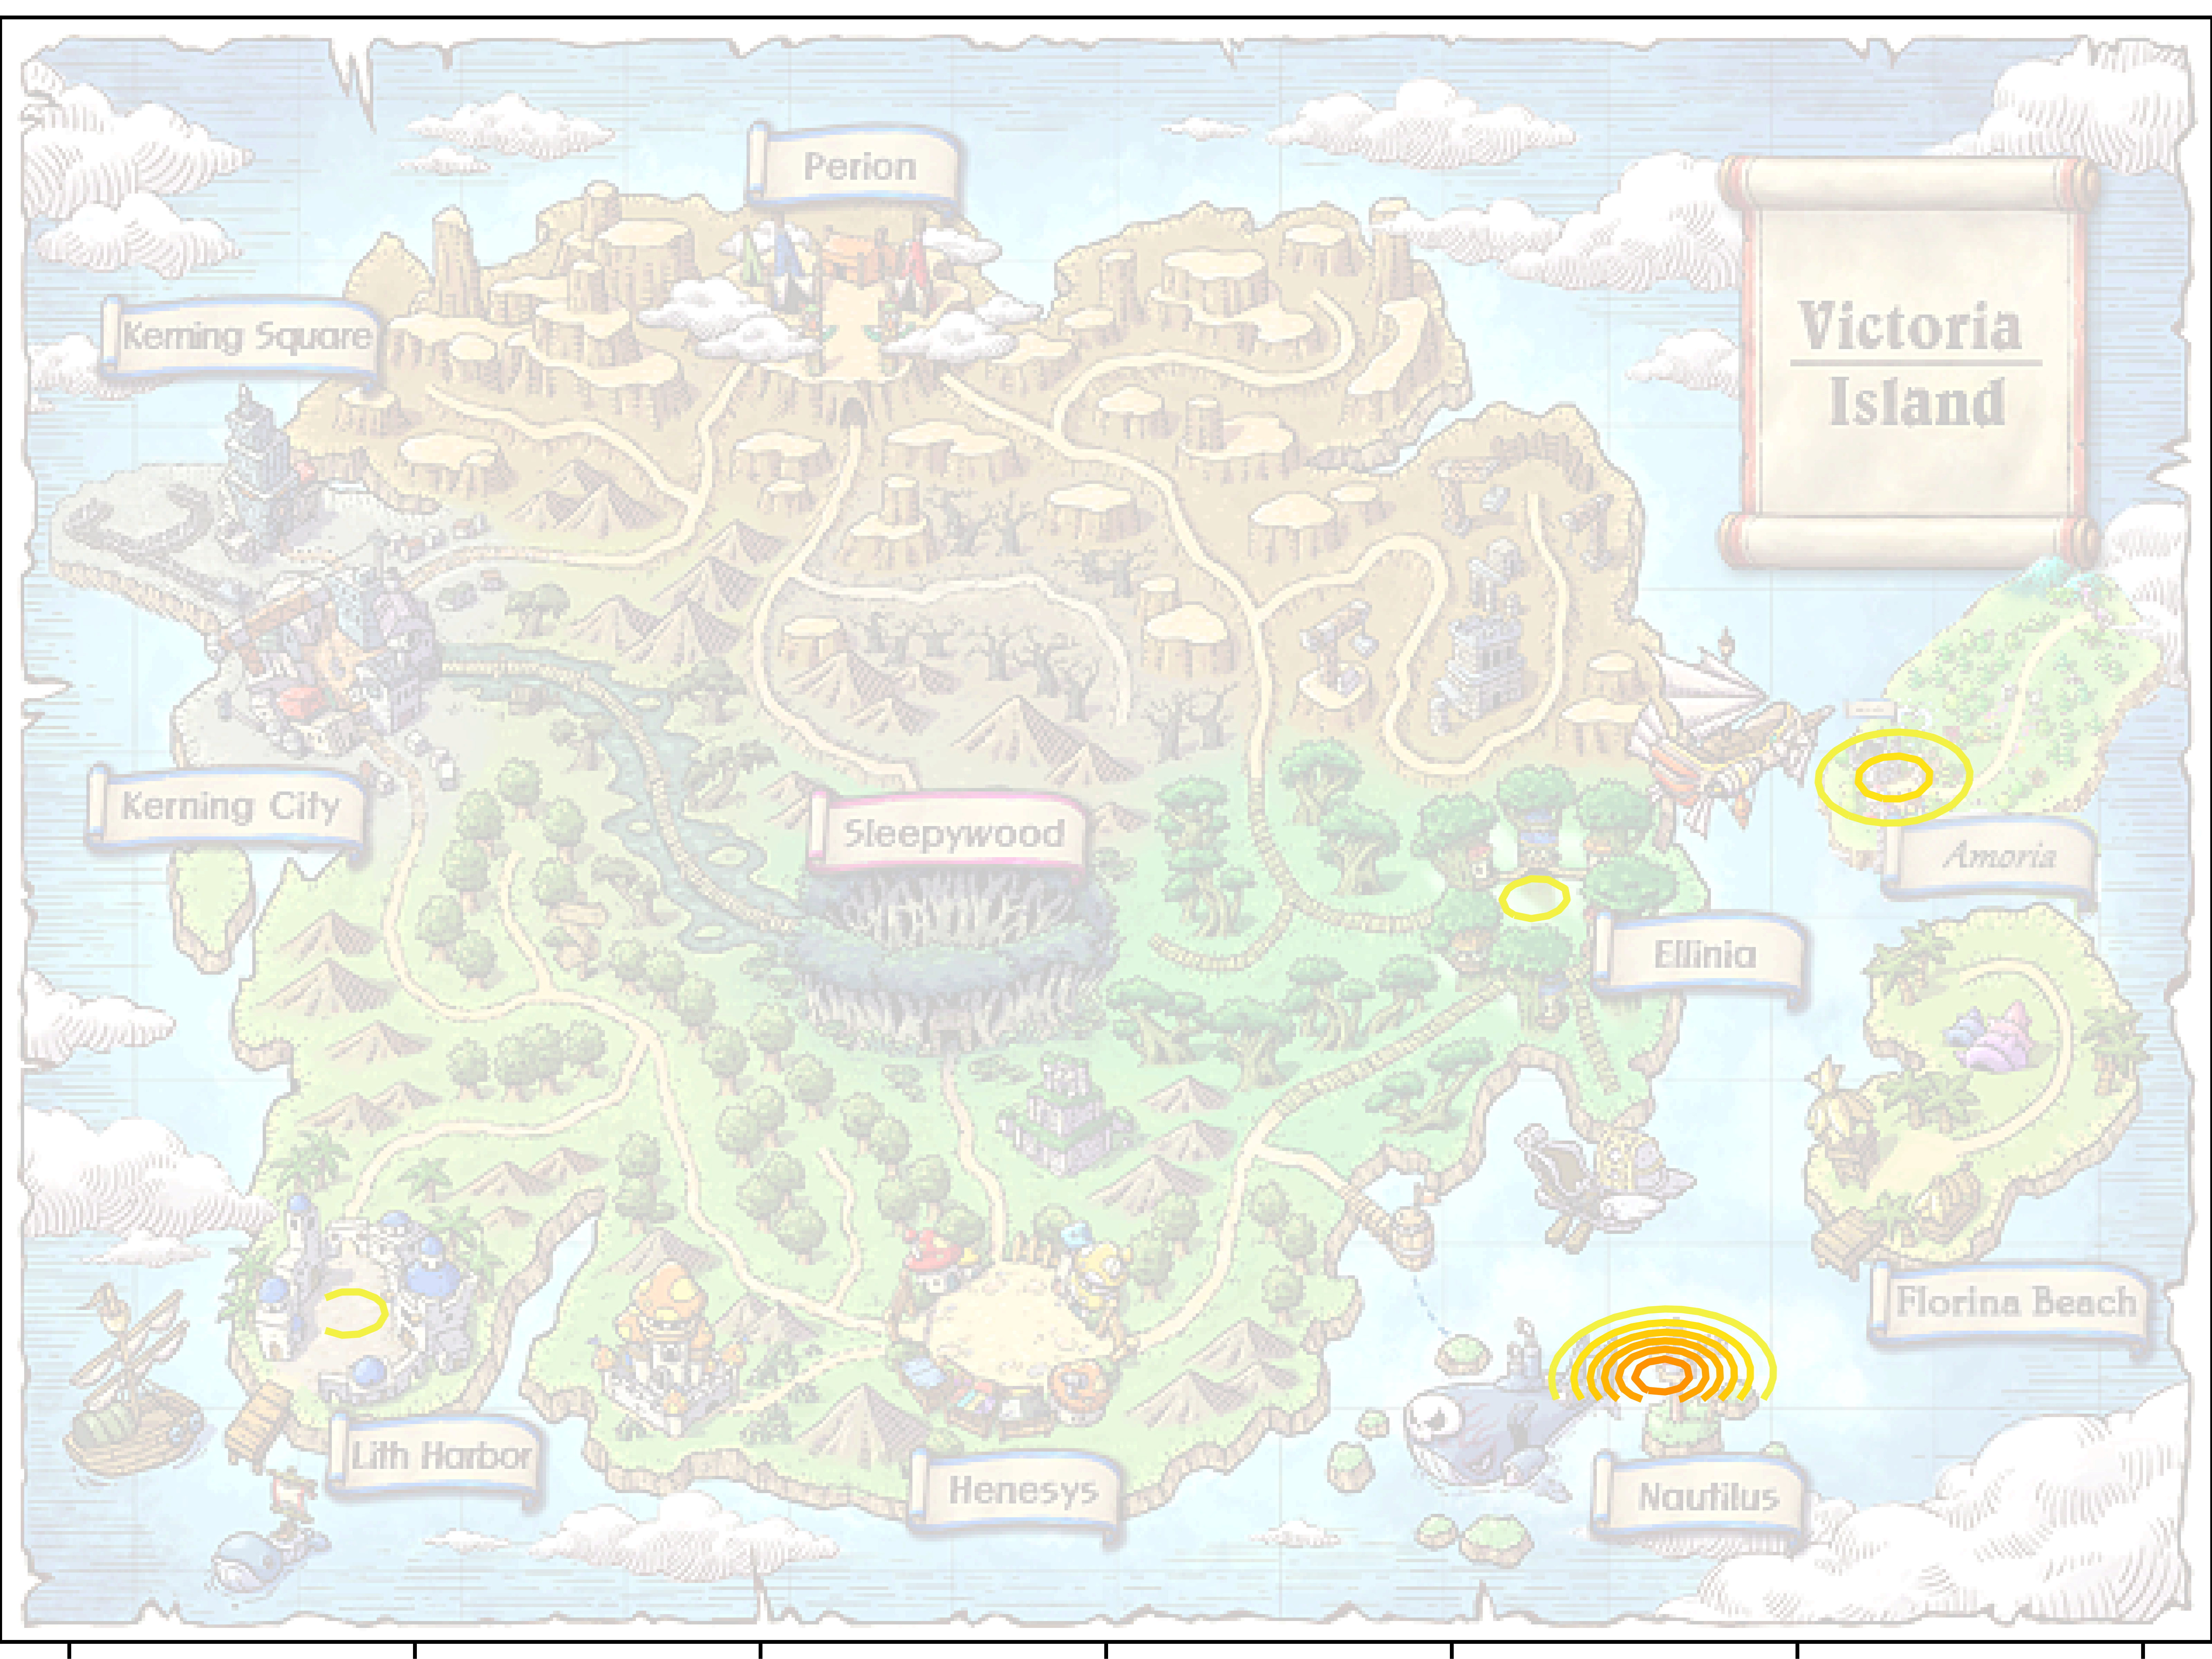 Perion
Kerning Square
Victoria
Island
Kerning City
Sleepywood
Amoria
Ellinia
Florina Beach
Lith Harbor
Henesys
Nautilus